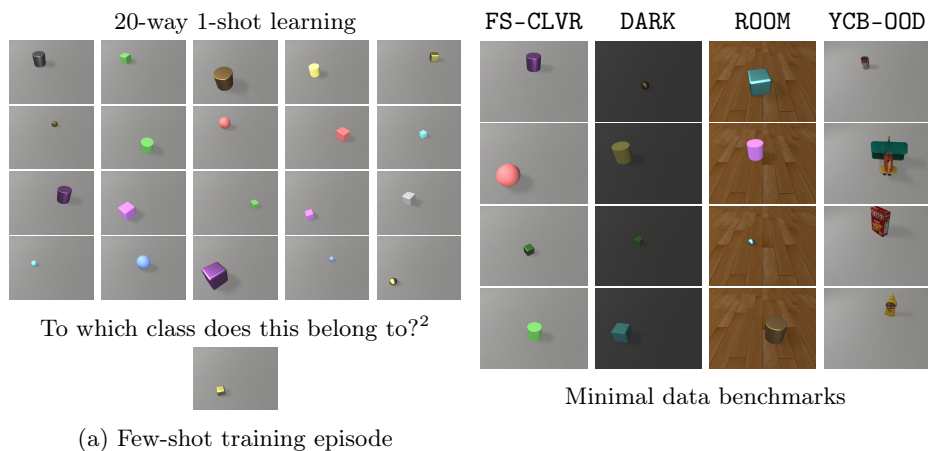 20-way 1-shot learning
To which class does this belong to?2
(a) Few-shot training episode
FS-CLVR DARK ROOM YCB-OOD
Minimal data benchmarks